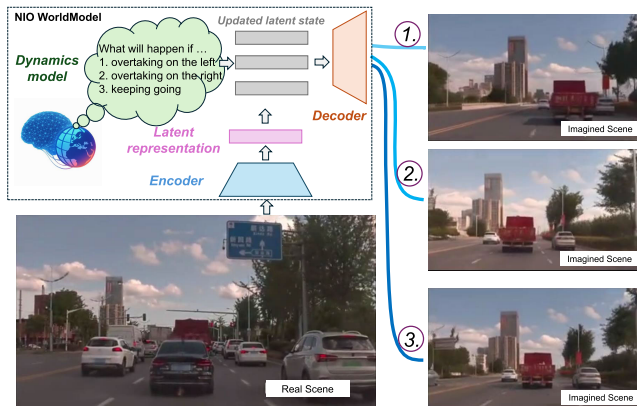 NIO WorldModel
Updated latent state
Dynamics
model
What will happen if …
1. overtaking on the left
2. overtaking on the right
3. keeping going
Decoder
Latent
representation
Encoder
1.
Imagined Scene
2.
Imagined Scene
3.
Imagined Scene
Real Scene